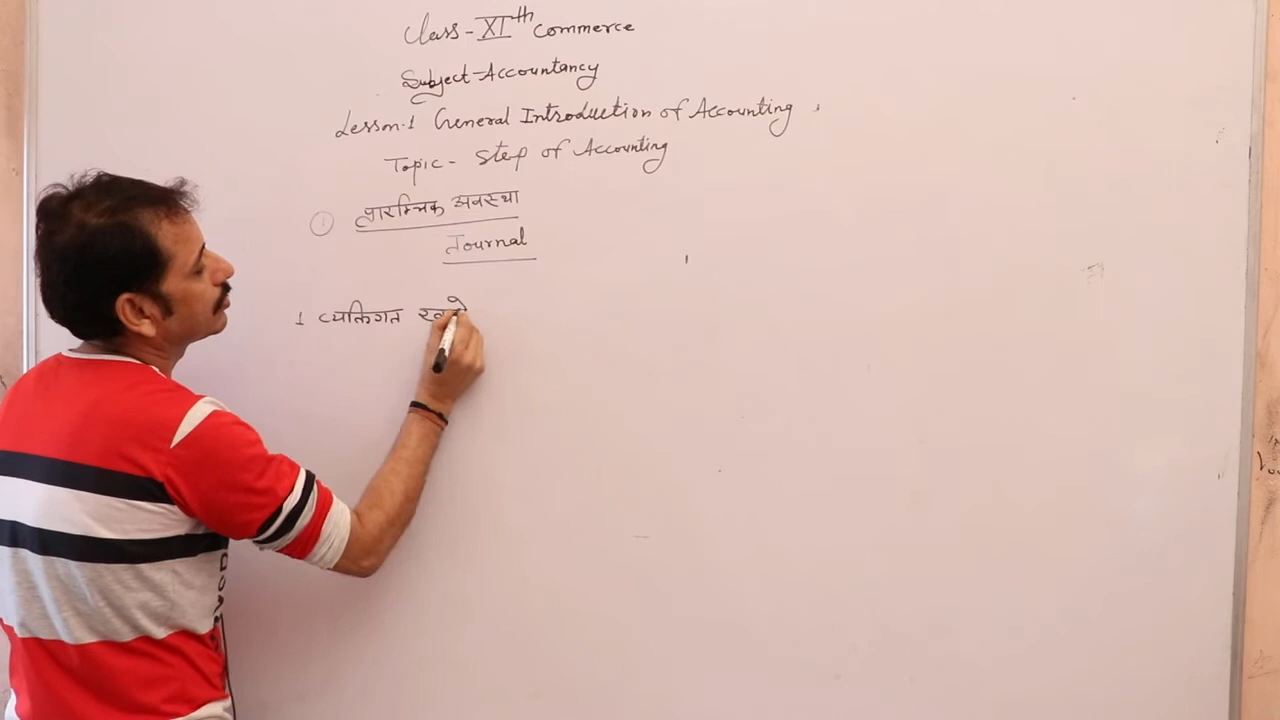 Class - XIth Commerce
Subject - Accountancy
Lesson.1 General Introduction of Accounting
Topic - Step of Accounting
1 प्रारम्भिक अवस्था
Journal
1 व्यक्तिगत